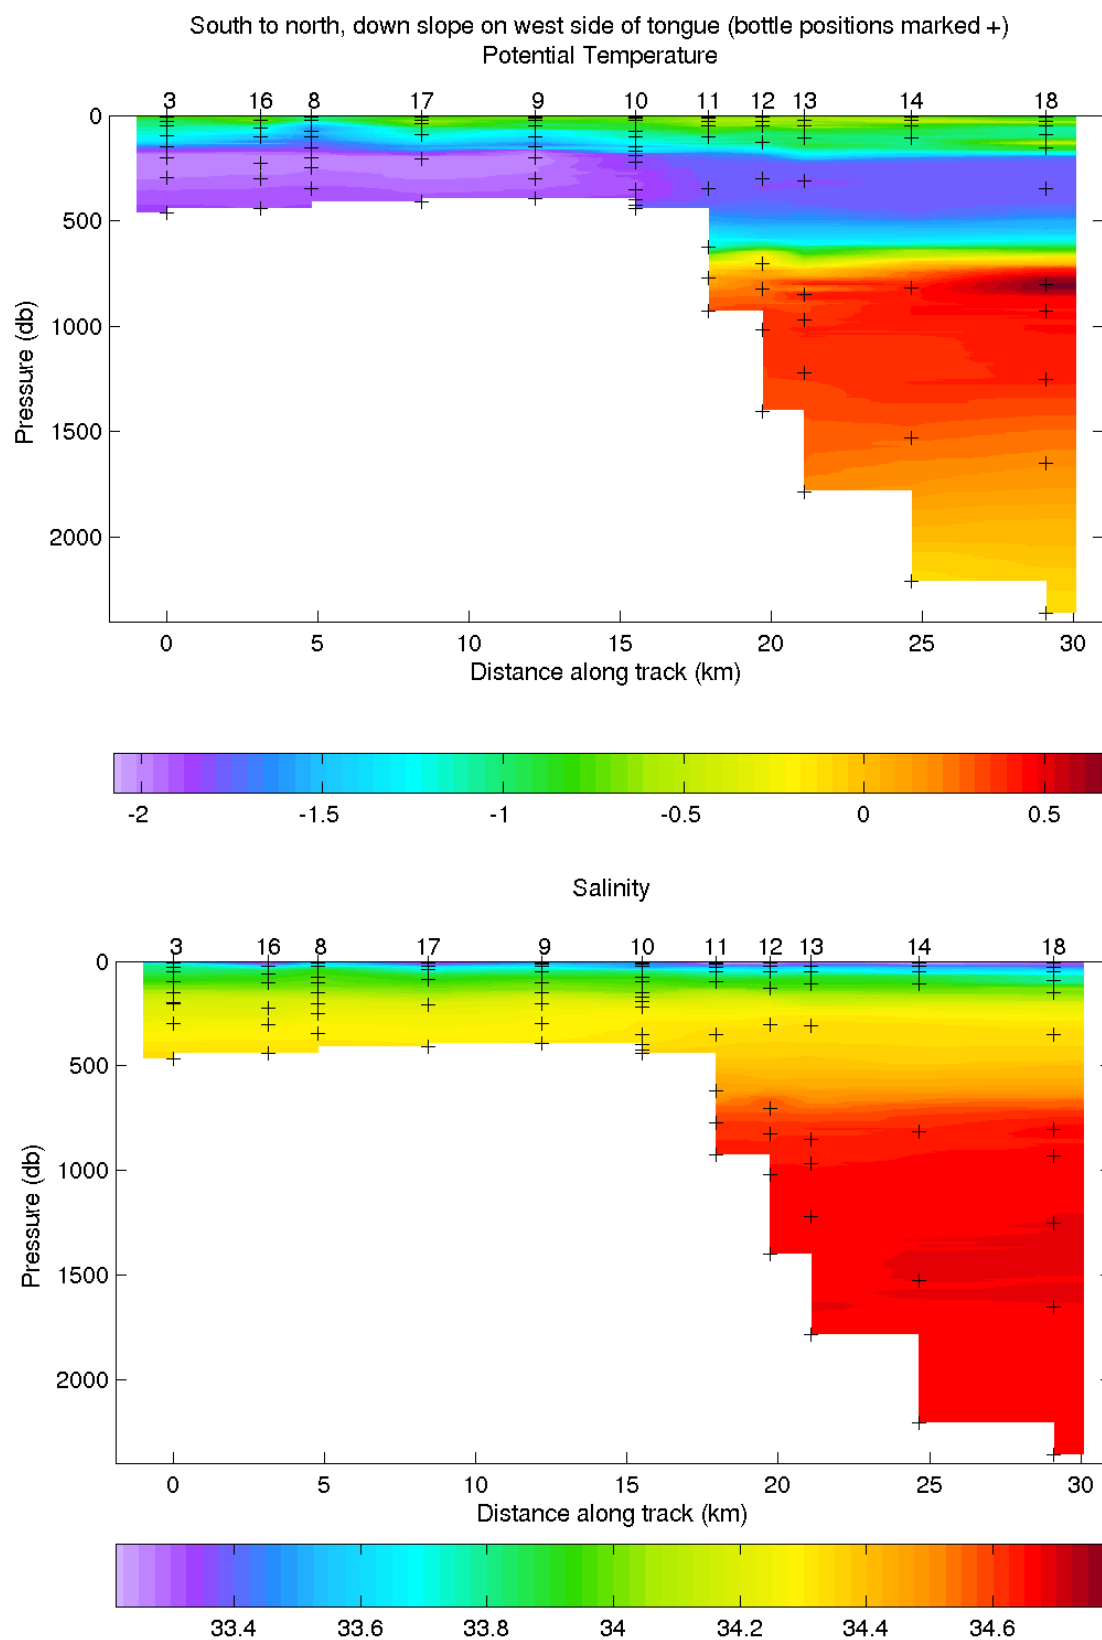 South to north, down slope on west side of tongue (bottle positions marked +)
Potential Temperature
3 16 8 17 9 10 11 12 13 14 18
0
500
1000
1500
2000
Pressure (db)
0 5 10 15 20 25 30
Distance along track (km)
-2 -1.5 -1 -0.5 0 0.5
Salinity
3 16 8 17 9 10 11 12 13 14 18
0
500
1000
1500
2000
Pressure (db)
0 5 10 15 20 25 30
Distance along track (km)
33.4 33.6 33.8 34 34.2 34.4 34.6